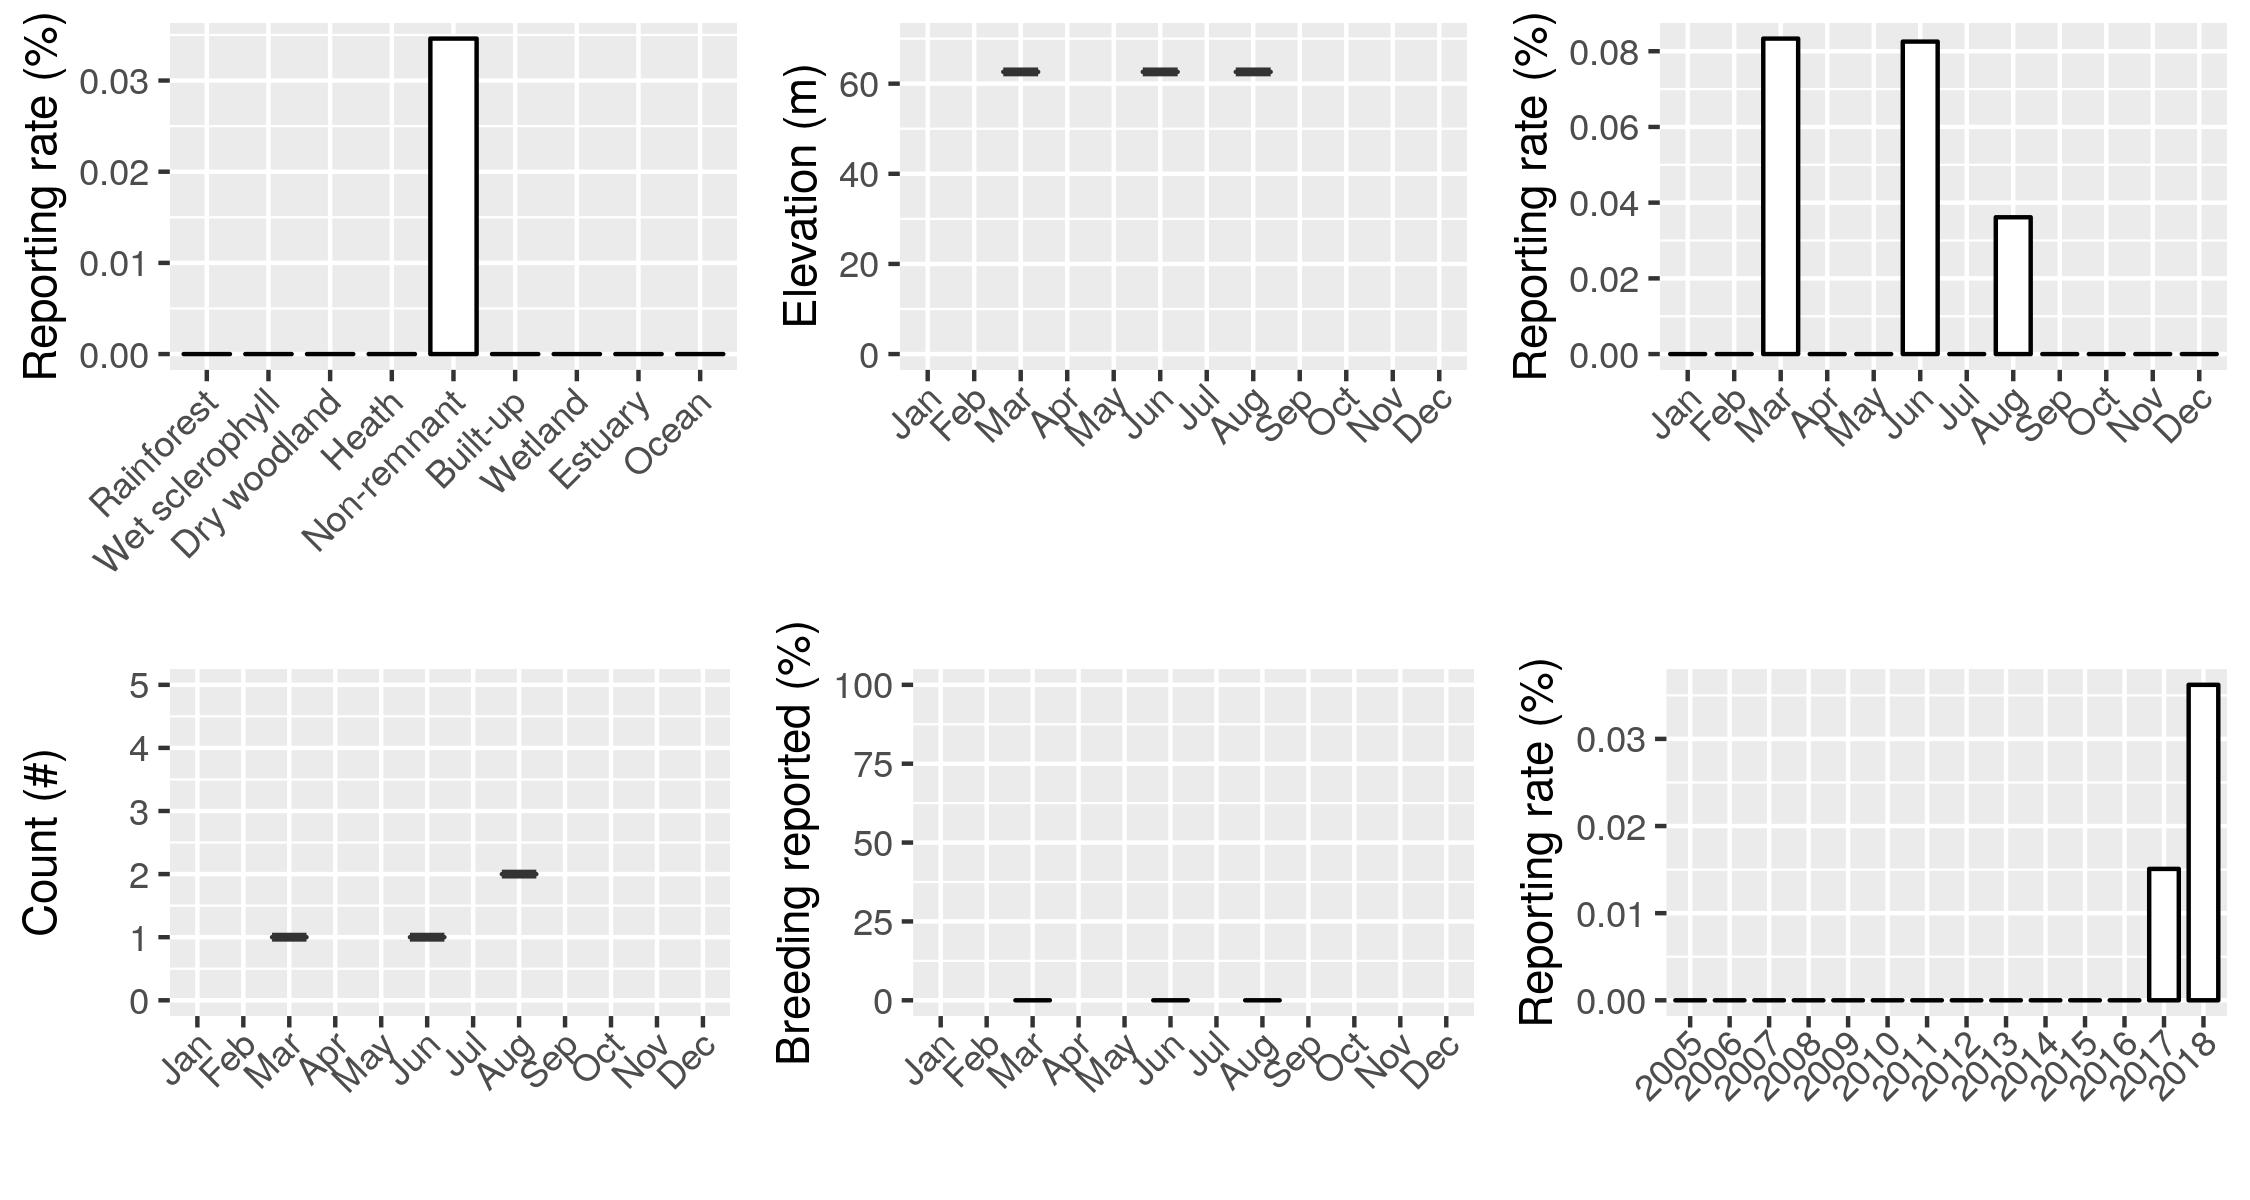 Reporting rate (%)
0.03
0.02
0.01
0.00
Rainforest
Wet sclerophyll
Dry woodland
Heath
Non-remnant
Built-up
Wetland
Estuary
Ocean
Elevation (m)
60
40
20
0
Jan
Feb
Mar
Apr
May
Jun
Jul
Aug
Sep
Oct
Nov
Dec
Reporting rate (%)
0.08
0.06
0.04
0.02
0.00
Jan
Feb
Mar
Apr
May
Jun
Jul
Aug
Sep
Oct
Nov
Dec
Count (#)
5
4
3
2
1
0
Jan
Feb
Mar
Apr
May
Jun
Jul
Aug
Sep
Oct
Nov
Dec
Breeding reported (%)
100
75
50
25
0
Jan
Feb
Mar
Apr
May
Jun
Jul
Aug
Sep
Oct
Nov
Dec
Reporting rate (%)
0.03
0.02
0.01
0.00
2005
2006
2007
2008
2009
2010
2011
2012
2013
2014
2015
2016
2017
2018